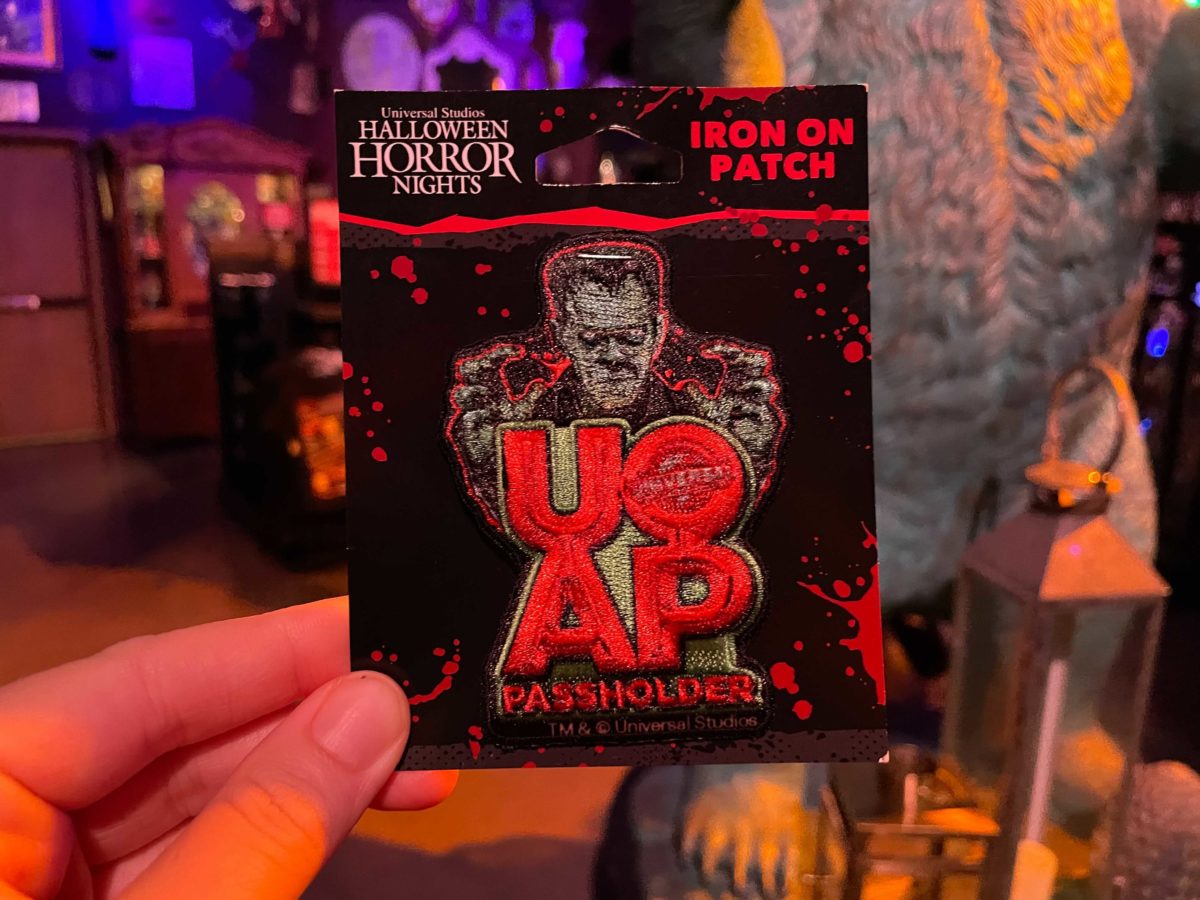 Universal Studios
HALLOWEEN
HORROR
NIGHTS
IRON ON
PATCH
UO
UNIVERSAL
AP
PASSHOLDER
TM & © Universal Studios